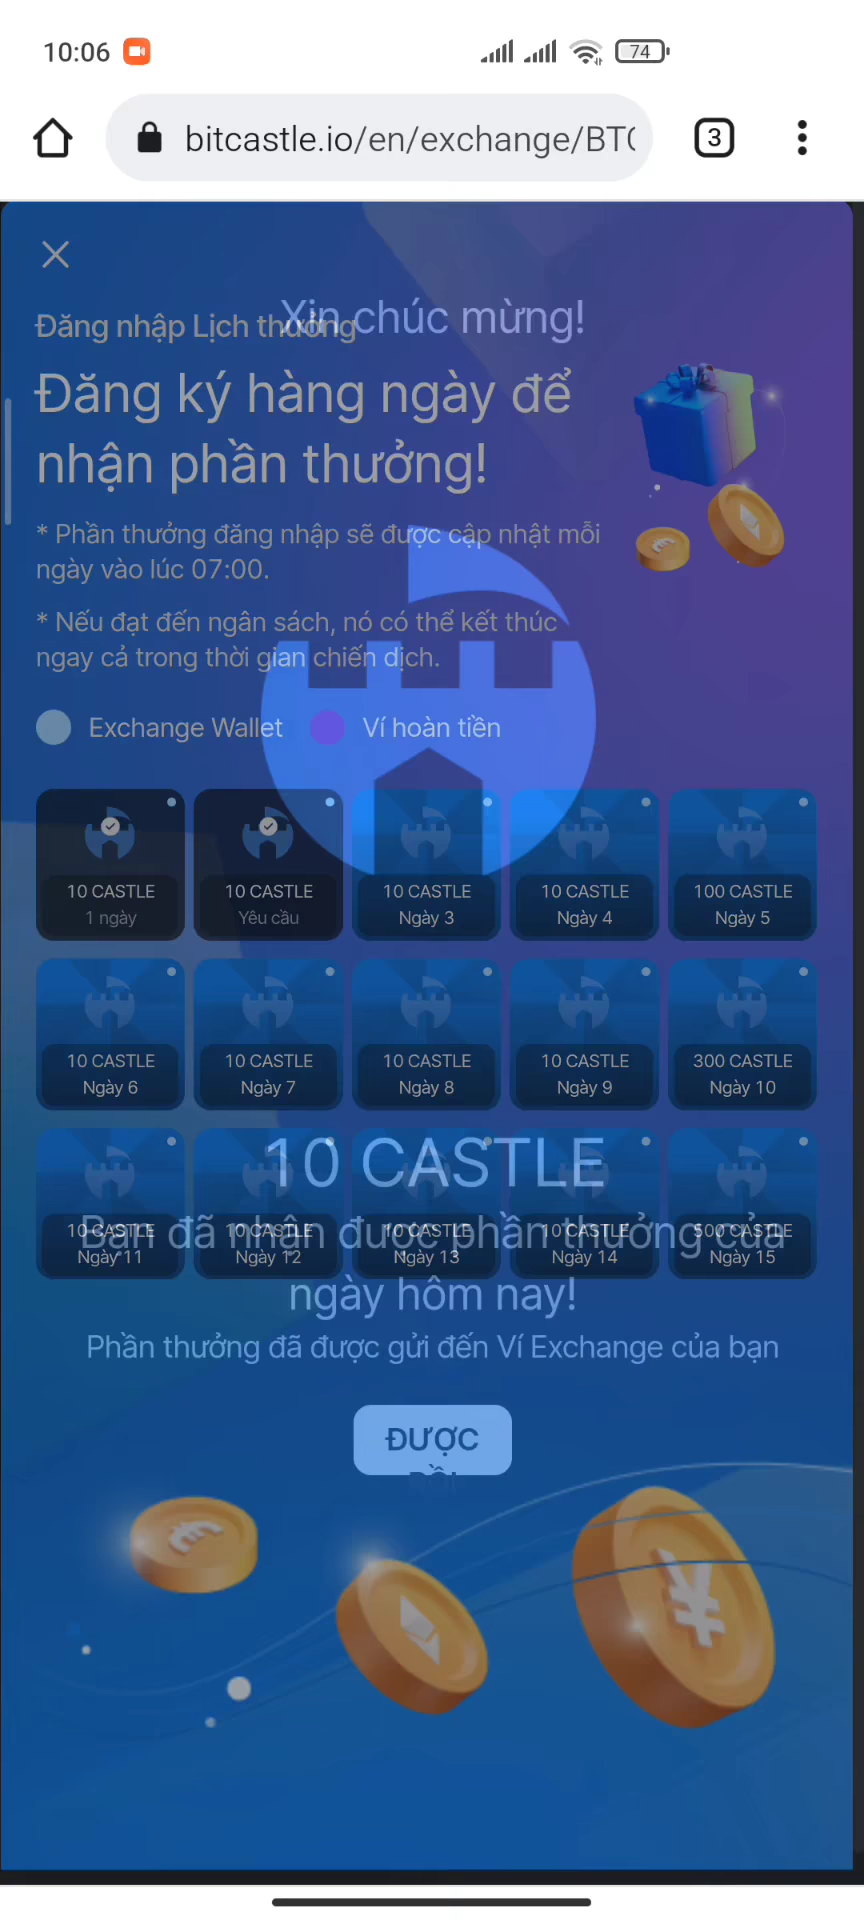 10:06
74
bitcastle.io/en/exchange/BT
3
Đăng nhập Lịch thưởng
Xin chúc mừng!
Đăng ký hàng ngày để
nhận phần thưởng!
* Phần thưởng đăng nhập sẽ được cập nhật mỗi
ngày vào lúc 07:00.
* Nếu đạt đến ngân sách, nó có thể kết thúc
ngay cả trong thời gian chiến dịch.
Exchange Wallet Ví hoàn tiền
10 CASTLE 10 CASTLE 10 CASTLE 10 CASTLE 100 CASTLE
1 ngày Yêu cầu Ngày 3 Ngày 4 Ngày 5
10 CASTLE 10 CASTLE 10 CASTLE 10 CASTLE 300 CASTLE
Ngày 6 Ngày 7 Ngày 8 Ngày 9 Ngày 10
10 CASTLE
10 CASTLE 10 CASTLE 10 CASTLE 10 CASTLE 500 CASTLE
Bạn đã nhận được phần thưởng của
Ngày 11 Ngày 12 Ngày 13 Ngày 14 Ngày 15
ngày hôm nay!
Phần thưởng đã được gửi đến Ví Exchange của bạn
ĐƯỢC
RỒI